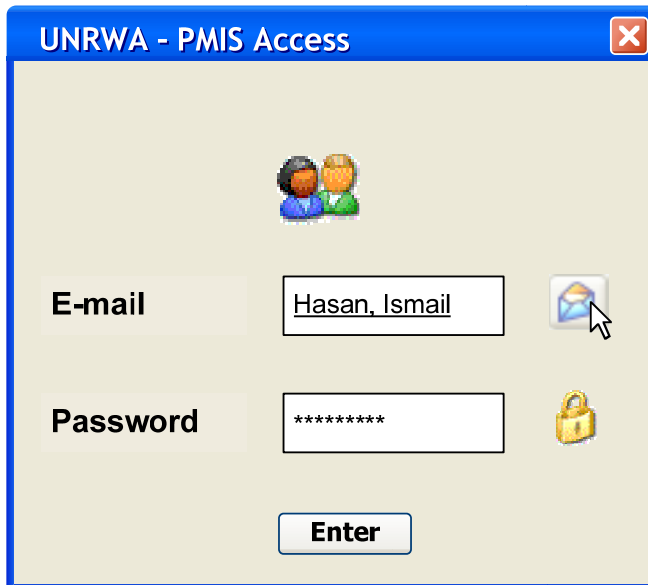 UNRWA - PMIS Access
E-mail
Hasan, Ismail
Password
*********
Enter